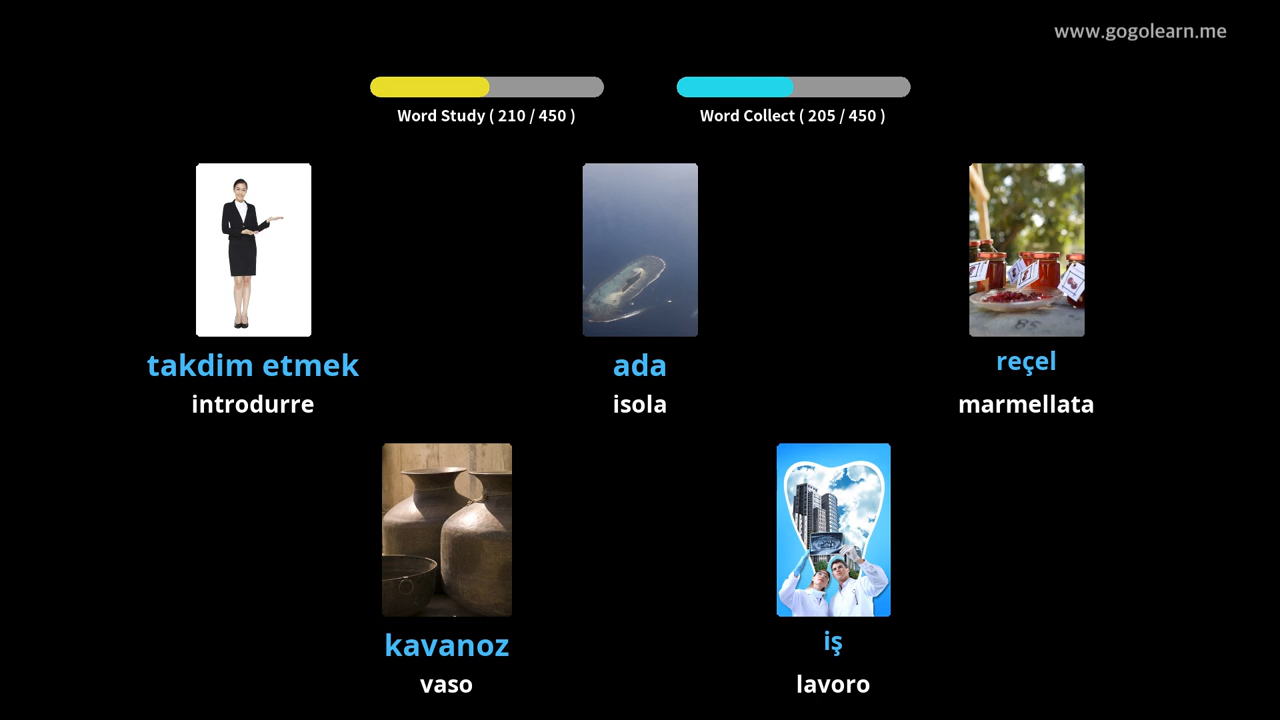 www.gogolearn.me
Word Study ( 210 / 450 )
Word Collect ( 205 / 450 )
takdim etmek
introdurre
ada
isola
reçel
marmellata
kavanoz
vaso
iş
lavoro